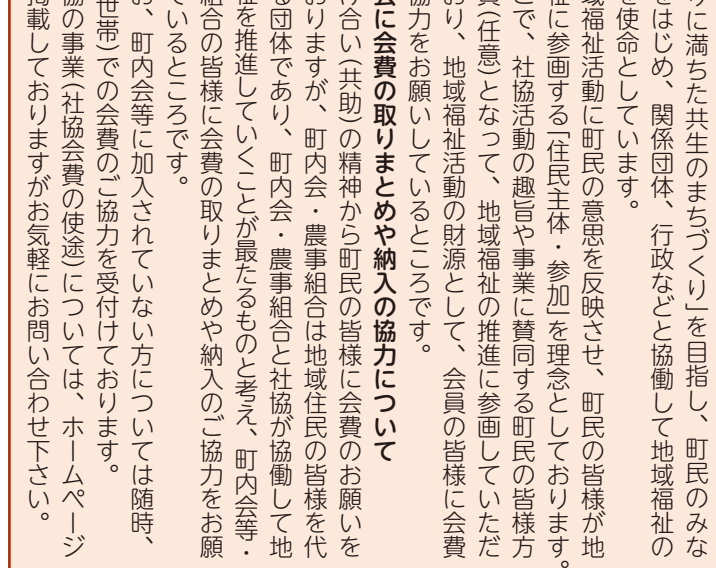 りに満ちた共生のまちづくり」を目指し、町民のみな
をはじめ、関係団体、行政などと協働して地域福祉の
を使命としています。
域福祉活動に町民の意思を反映させ、町民の皆様が地
祉に参画する「住民主体・参加」を理念としております。
とで、社協活動の趣旨や事業に賛同する町民の皆様方
員(任意)となって、地域福祉の推進に参画していただ
おり、地域福祉活動の財源として、会員の皆様に会費
協力をお願いしているところです。
会に会費の取りまとめや納入の協力について
け合い(共助)の精神から町民の皆様に会費のお願いを
おりますが、町内会・農事組合は地域住民の皆様を代
る団体であり、町内会・農事組合と社協が協働して地
祉を推進していくことが最たるものと考え、町内会等・
組合の皆様に会費の取りまとめや納入のご協力をお願
ているところです。
お、町内会等に加入されていない方については随時、
世帯)での会費のご協力を受付けております。
協の事業(社協会費の使途)については、ホームページ
掲載しておりますがお気軽にお問い合わせ下さい。